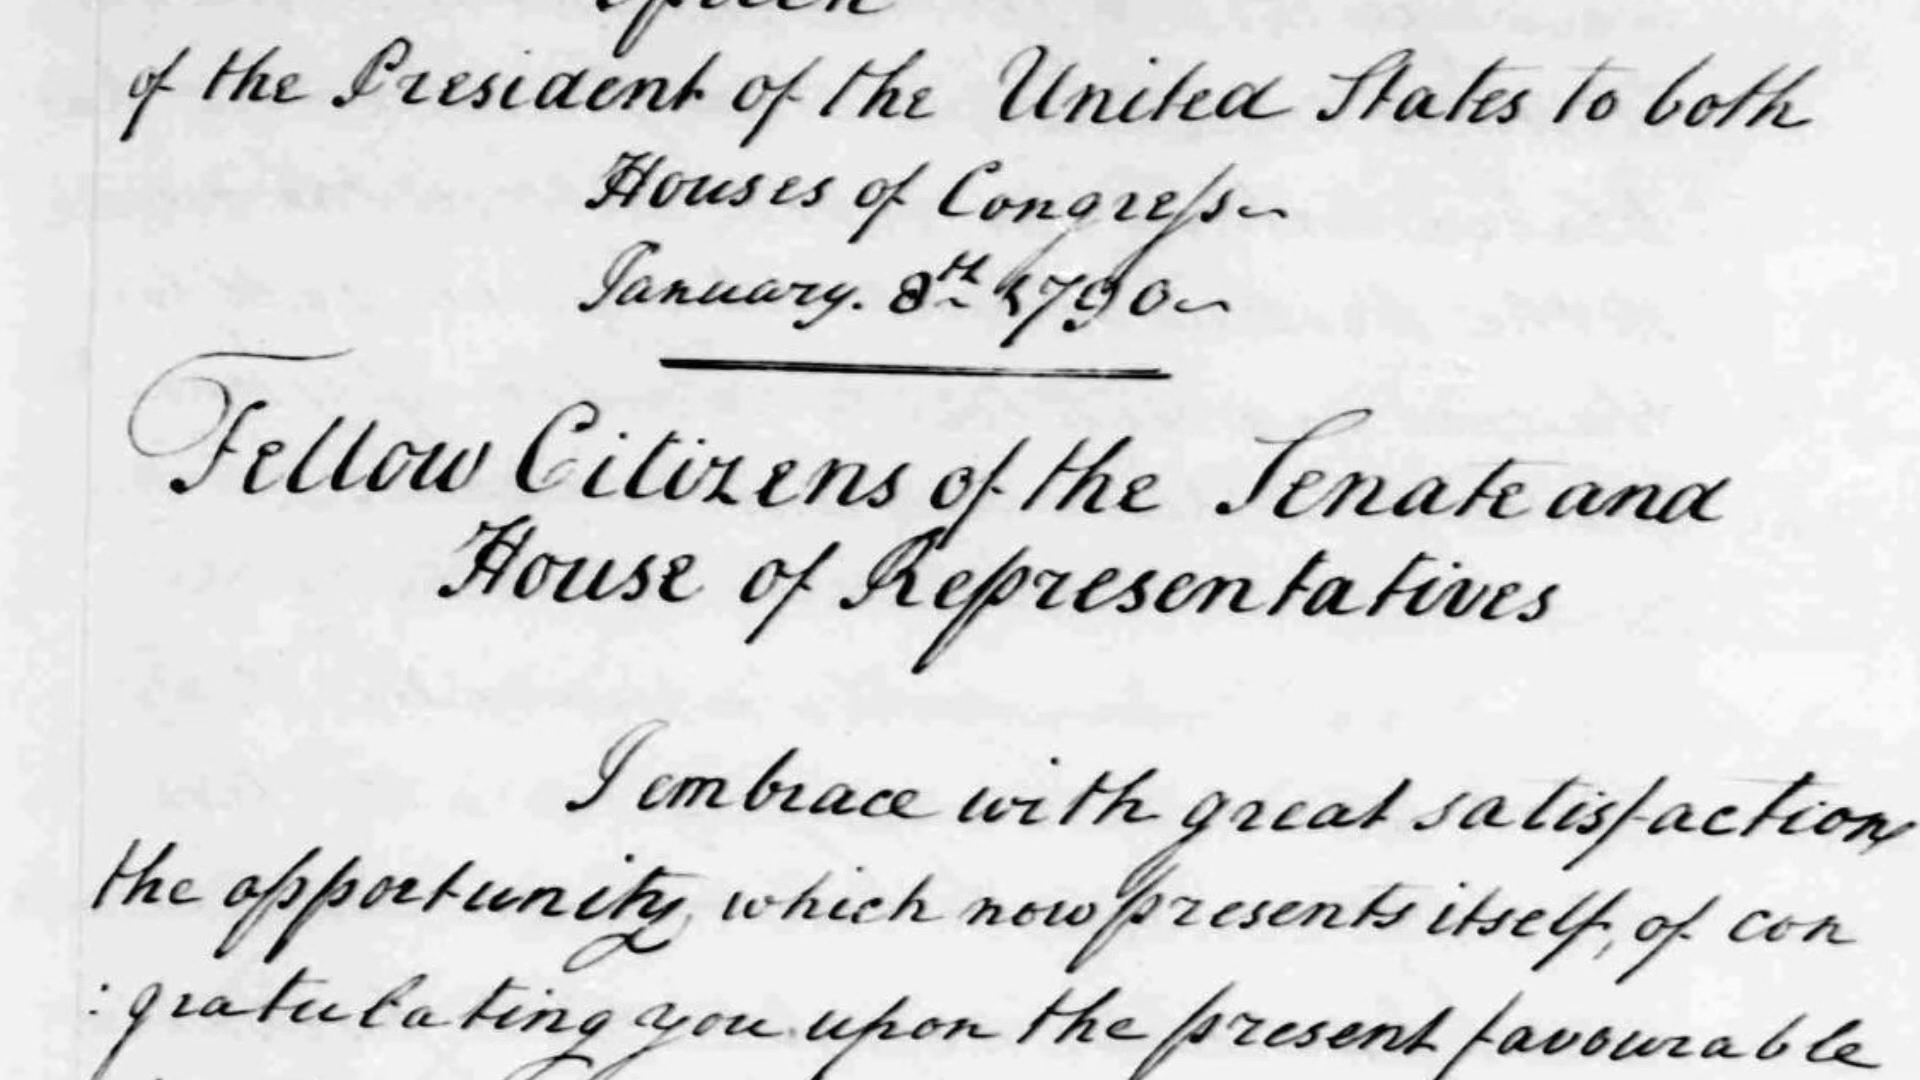 Speech
of the President of the United States to both
Houses of Congreſs
January. 8th 1790
Fellow Citizens of the Senate and
House of Representatives
I embrace with great satisfaction
the opportunity, which now presents itself, of con
:gratulating you upon the present favourable